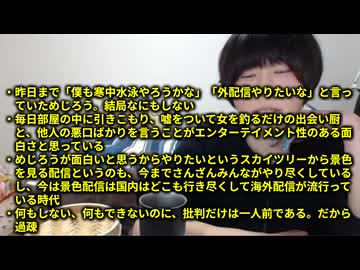 ・昨日まで「僕も寒中水泳やろうかな」「外配信やりたいな」と言っ
ていためじろう。結局なにもしない
・毎日部屋の中に引きこもり、嘘をついて女を釣るだけの出会い厨
と、他人の悪口ばかりを言うことがエンターテイメント性のある面
白さと思っている
・めしろうが面白いと思うからやりたいというスカイツリーから景色
を見る配信というのも、今までさんざんみんながやり尽くしている
し、今は景色配信は国内はどこも行き尽くして海外配信が流行って
いる時代
・何もしない、何もできないのに、批判だけは一人前である。だから
過疎